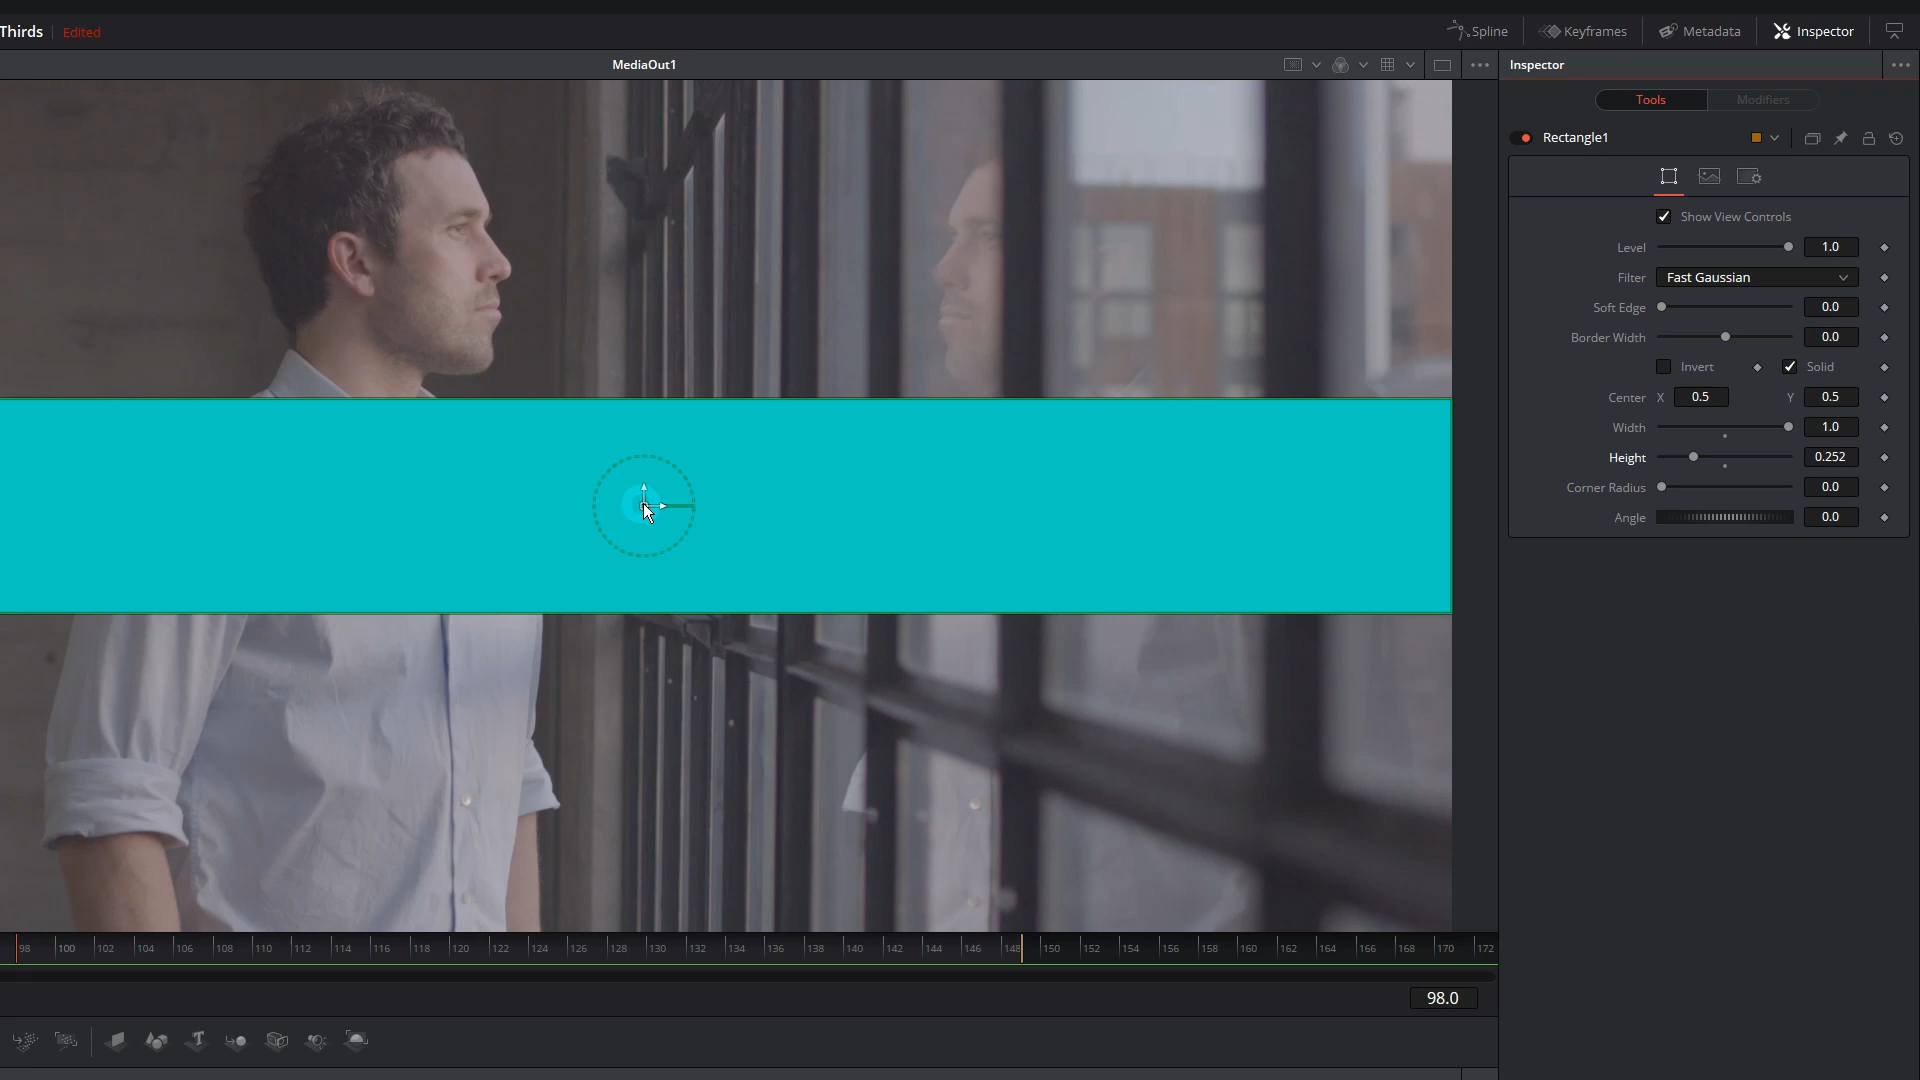 Thirds Edited
Spline Keyframes Metadata Inspector
MediaOut1
Inspector
Tools Modifiers
Rectangle1
Show View Controls
Level 1.0
Filter Fast Gaussian
Soft Edge 0.0
Border Width 0.0
Invert Solid
Center X 0.5 Y 0.5
Width 1.0
Height 0.252
Corner Radius 0.0
Angle 0.0
98 100 102 104 106 108 110 112 114 116 118 120 122 124 126 128 130 132 134 136 138 140 142 144 146 148 150 152 154 156 158 160 162 164 166 168 170 172
98.0
T